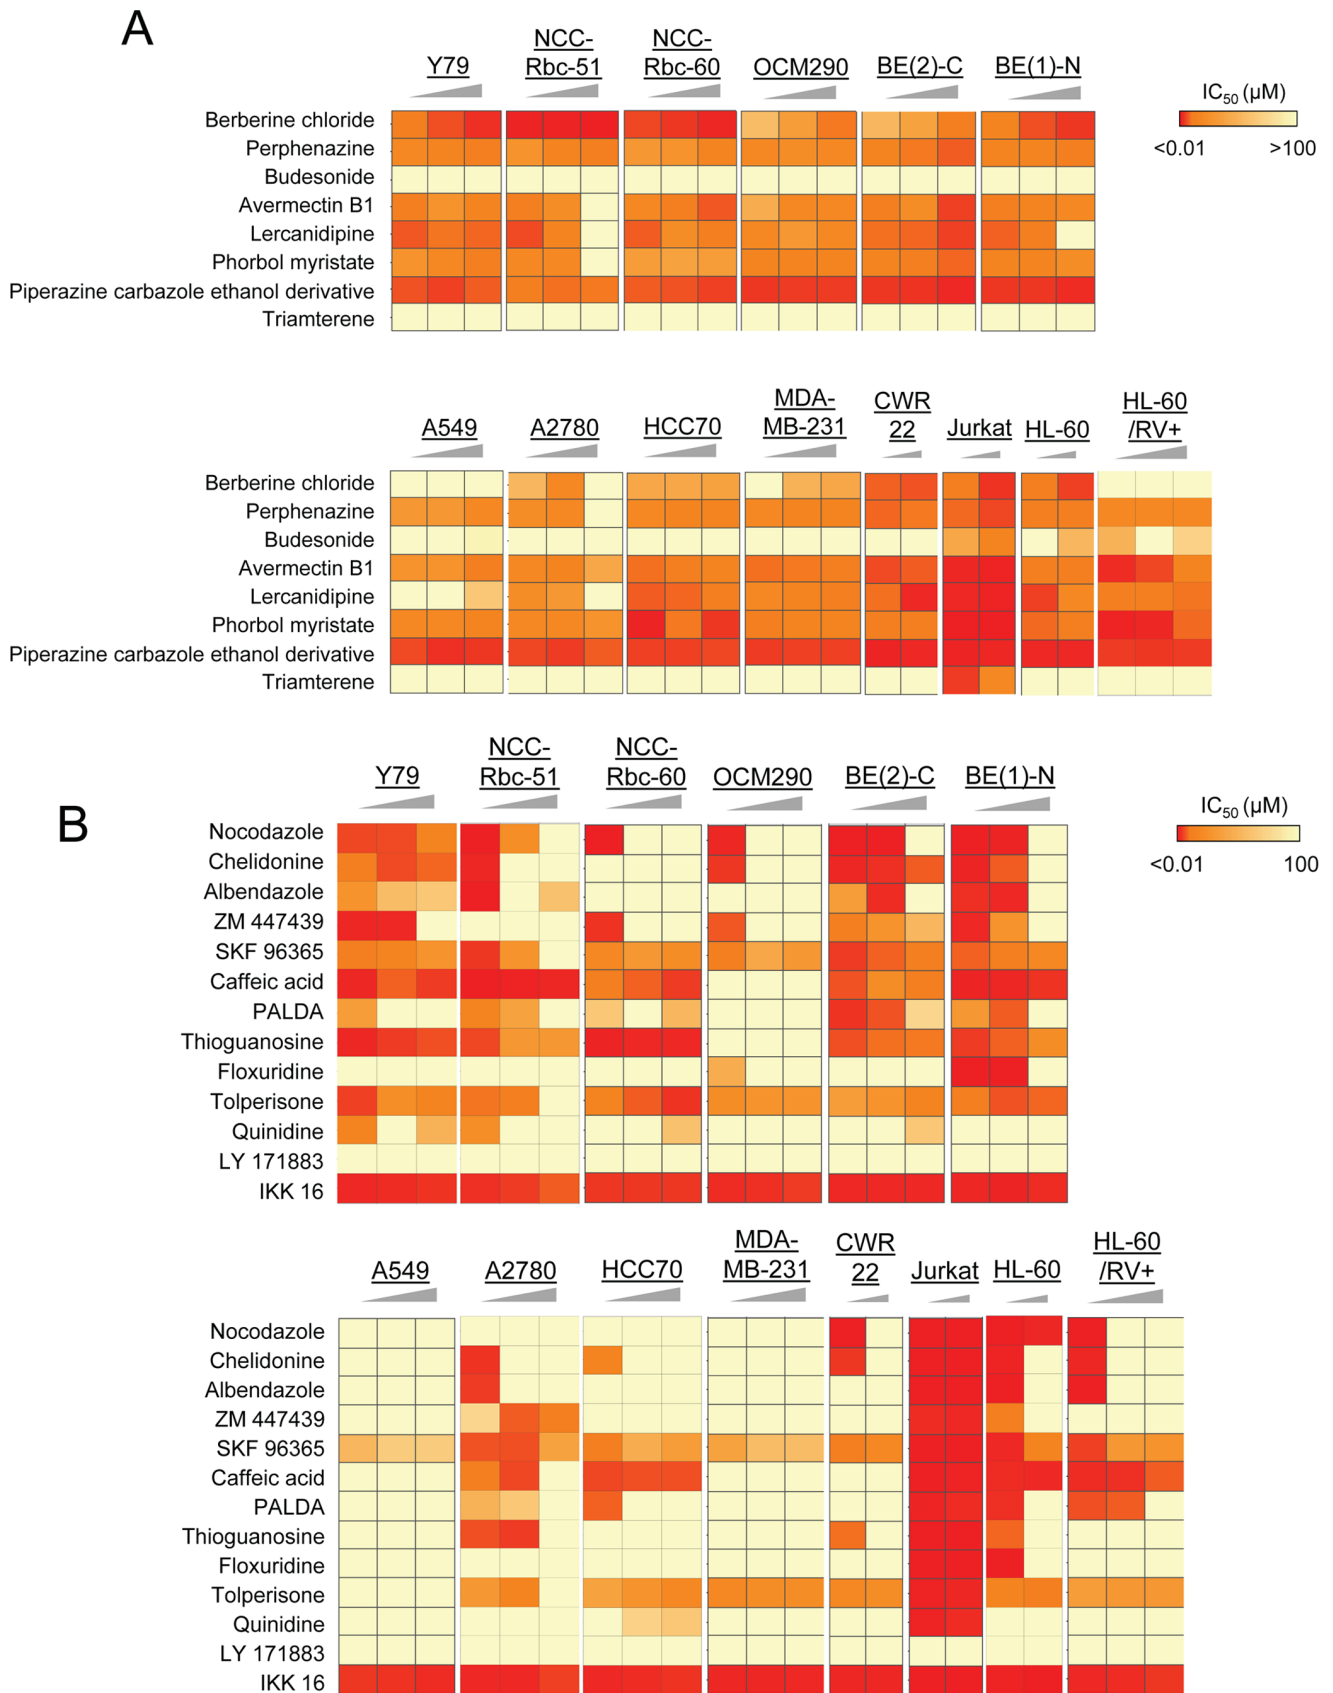 A
Y79
NCC-
Rbc-51
NCC-
Rbc-60
OCM290
BE(2)-C
BE(1)-N
IC50 (µM)
<0.01 >100
Berberine chloride
Perphenazine
Budesonide
Avermectin B1
Lercanidipine
Phorbol myristate
Piperazine carbazole ethanol derivative
Triamterene
A549
A2780
HCC70
MDA-
MB-231
CWR
22
Jurkat
HL-60
HL-60
/RV+
Berberine chloride
Perphenazine
Budesonide
Avermectin B1
Lercanidipine
Phorbol myristate
Piperazine carbazole ethanol derivative
Triamterene
B
Y79
NCC-
Rbc-51
NCC-
Rbc-60
OCM290
BE(2)-C
BE(1)-N
IC50 (µM)
<0.01 100
Nocodazole
Chelidonine
Albendazole
ZM 447439
SKF 96365
Caffeic acid
PALDA
Thioguanosine
Floxuridine
Tolperisone
Quinidine
LY 171883
IKK 16
A549
A2780
HCC70
MDA-
MB-231
CWR
22
Jurkat
HL-60
HL-60
/RV+
Nocodazole
Chelidonine
Albendazole
ZM 447439
SKF 96365
Caffeic acid
PALDA
Thioguanosine
Floxuridine
Tolperisone
Quinidine
LY 171883
IKK 16